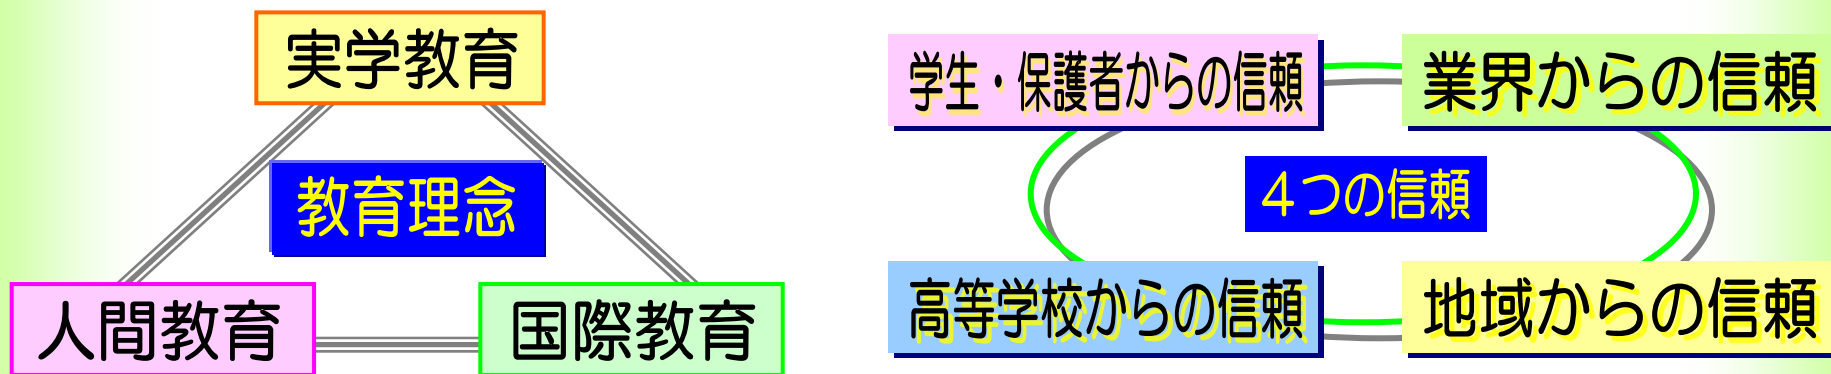 実学教育
教育理念
人間教育
国際教育
学生・保護者からの信頼
業界からの信頼
４つの信頼
高等学校からの信頼
地域からの信頼